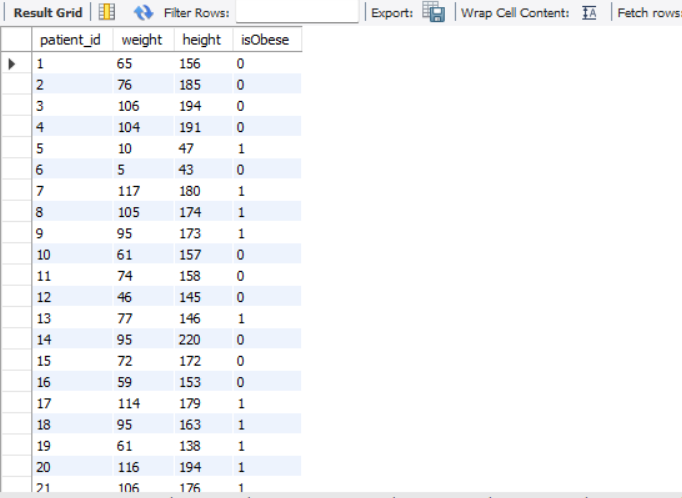 Result Grid Filter Rows: Export: Wrap Cell Content: IA Fetch rows:
patient_id weight height isObese
1 65 156 0
2 76 185 0
3 106 194 0
4 104 191 0
5 10 47 1
6 5 43 0
7 117 180 1
8 105 174 1
9 95 173 1
10 61 157 0
11 74 158 0
12 46 145 0
13 77 146 1
14 95 220 0
15 72 172 0
16 59 153 0
17 114 179 1
18 95 163 1
19 61 138 1
20 116 194 1
21 106 176 1